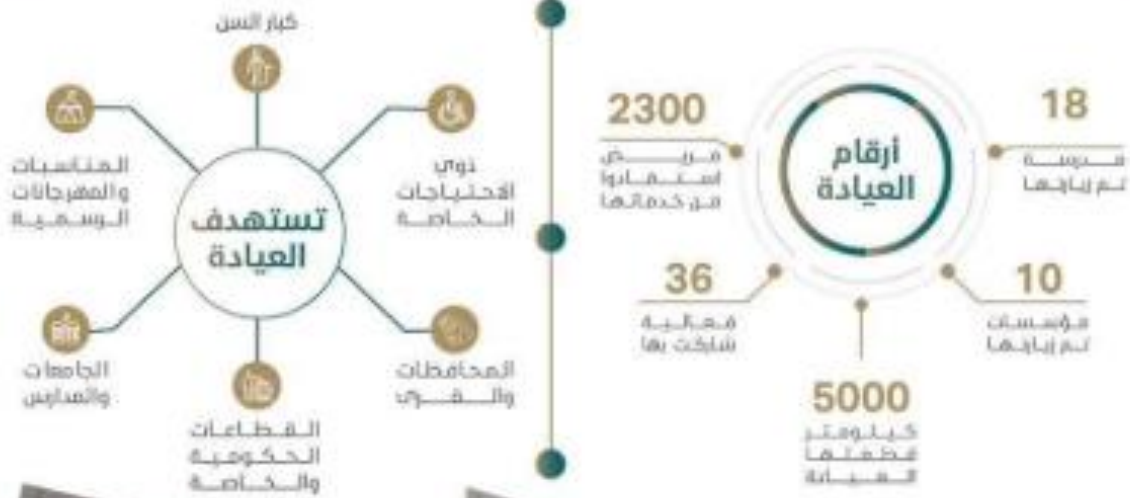 أرقام
العيادة
18
مدرسة
تم زيارتها
10
مؤسسات
تم زيارتها
5000
كيلومتر
قطعتها
العيادة
36
فعالية
شاركت بها
2300
مريض
استفادوا
من خدماتها
تستهدف
العيادة
كبار السن
ذوي
الاحتياجات
الخاصة
المحافظات
والقرى
القطاعات
الحكومية
والخاصة
الجامعات
والمدارس
المناسبات
والمهرجانات
الرسمية